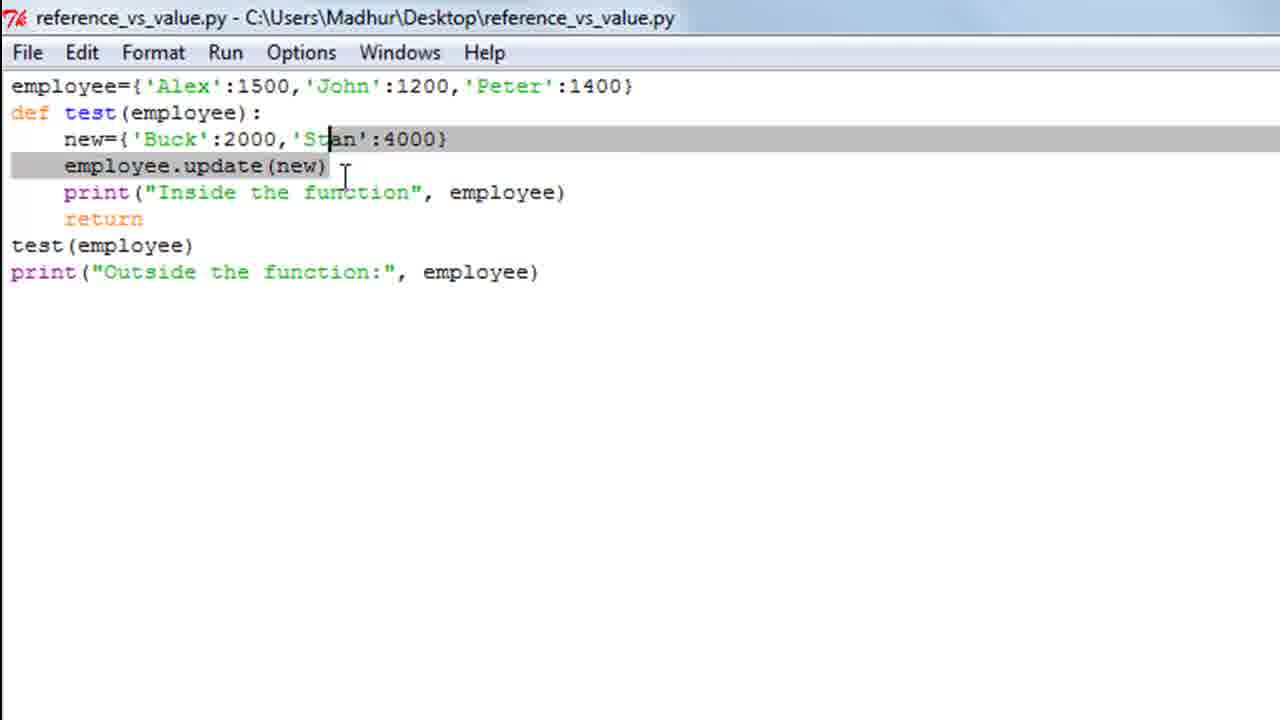 reference_vs_value.py - C:\Users\Madhur\Desktop\reference_vs_value.py
File Edit Format Run Options Windows Help
employee={'Alex':1500,'John':1200,'Peter':1400}
def test(employee):
    new={'Buck':2000,'Stan':4000}
    employee.update(new)
    print("Inside the function", employee)
    return
test(employee)
print("Outside the function:", employee)